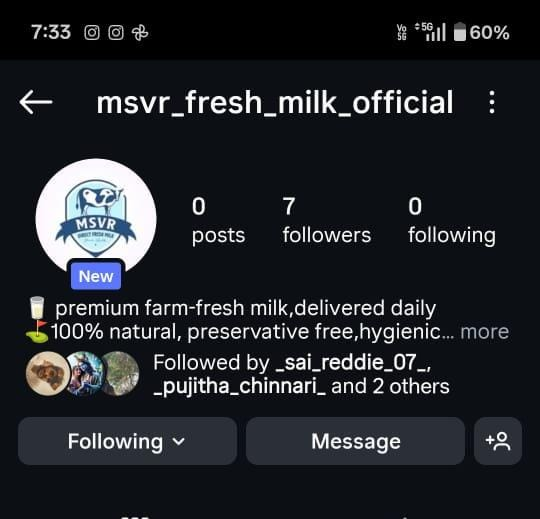 7:33
Vo 5G 5G 60%
msvr_fresh_milk_official
MSVR
DIRECT FRESH MILK
New
0 7 0
posts followers following
🥛 premium farm-fresh milk,delivered daily
⛳100% natural, preservative free,hygienic... more
Followed by _sai_reddie_07_,
_pujitha_chinnari_ and 2 others
Following Message